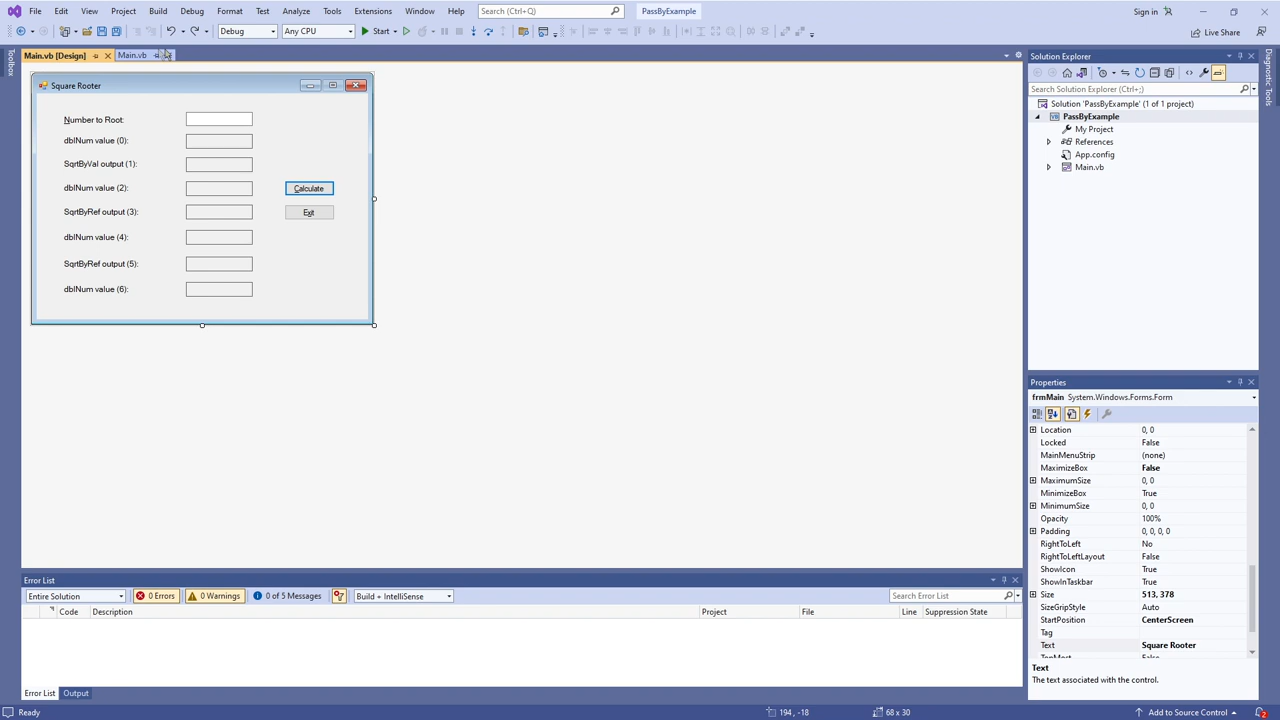 File Edit View Project Build Debug Format Test Analyze Tools Extensions Window Help Search (Ctrl+Q) PassByExample Sign in
Debug Any CPU Start Live Share
Toolbox
Main.vb [Design] Main.vb
Square Rooter
Number to Root:
dblNum value (0):
SqrtByVal output (1):
dblNum value (2): Calculate
SqrtByRef output (3): Exit
dblNum value (4):
SqrtByRef output (5):
dblNum value (6):
Solution Explorer
Search Solution Explorer (Ctrl+;)
Solution 'PassByExample' (1 of 1 project)
VB PassByExample
My Project
References
App.config
Main.vb
Diagnostic Tools
Properties
frmMain System.Windows.Forms.Form
Location 0, 0
Locked False
MainMenuStrip (none)
MaximizeBox False
MaximumSize 0, 0
MinimizeBox True
MinimumSize 0, 0
Opacity 100%
Padding 0, 0, 0, 0
RightToLeft No
RightToLeftLayout False
ShowIcon True
ShowInTaskbar True
Size 513, 378
SizeGripStyle Auto
StartPosition CenterScreen
Tag
Text Square Rooter
TopMost False
Text
The text associated with the control.
Error List
Entire Solution 0 Errors 0 Warnings 0 of 5 Messages Build + IntelliSense Search Error List
Code Description Project File Line Suppression State
Error List Output
Ready 194, -18 68 x 30 Add to Source Control 2